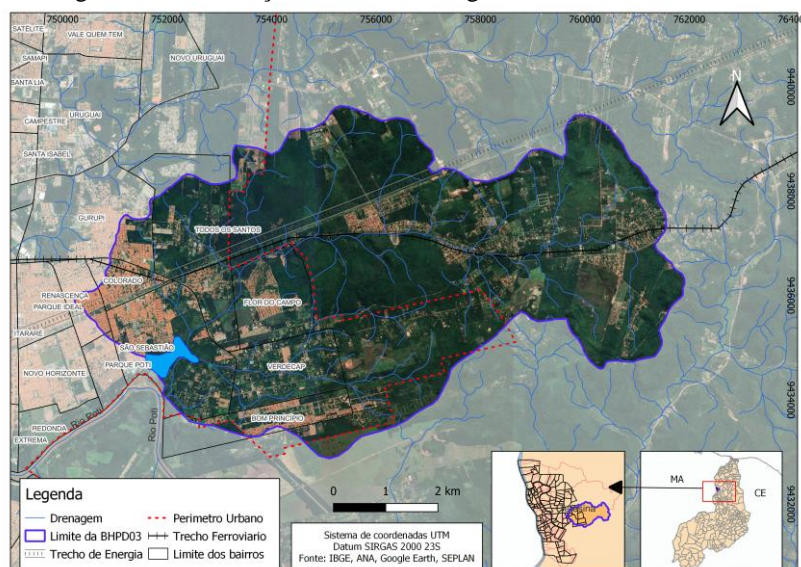 750000
752000
754000
756000
758000
760000
762000
764000
SATÉLITE
VALE QUEM TEM
SAMAPI
NOVO URUGUAI
SANTA LIA
URUGUAI
CAMPESTRE
SANTA ISABEL
GURUPI
TODOS OS SANTOS
COLORADO
RENASCENÇA
PARQUE IDEAL
FLOR DO CAMPO
ITARARÉ
SÃO SEBASTIÃO
PARQUE POTI
VERDECAP
NOVO HORIZONTE
BOM PRINCÍPIO
REDONDA
EXTREMA
Rio Poti
Rio Poti
N
9440000
9438000
9436000
9434000
9432000
Legenda
Drenagem
Limite da BHPD03
Trecho de Energia
Perimetro Urbano
Trecho Ferroviario
Limite dos bairros
0 1 2 km
Sistema de coordenadas UTM
Datum SIRGAS 2000 23S
Fonte: IBGE, ANA, Google Earth, SEPLAN
MA
CE